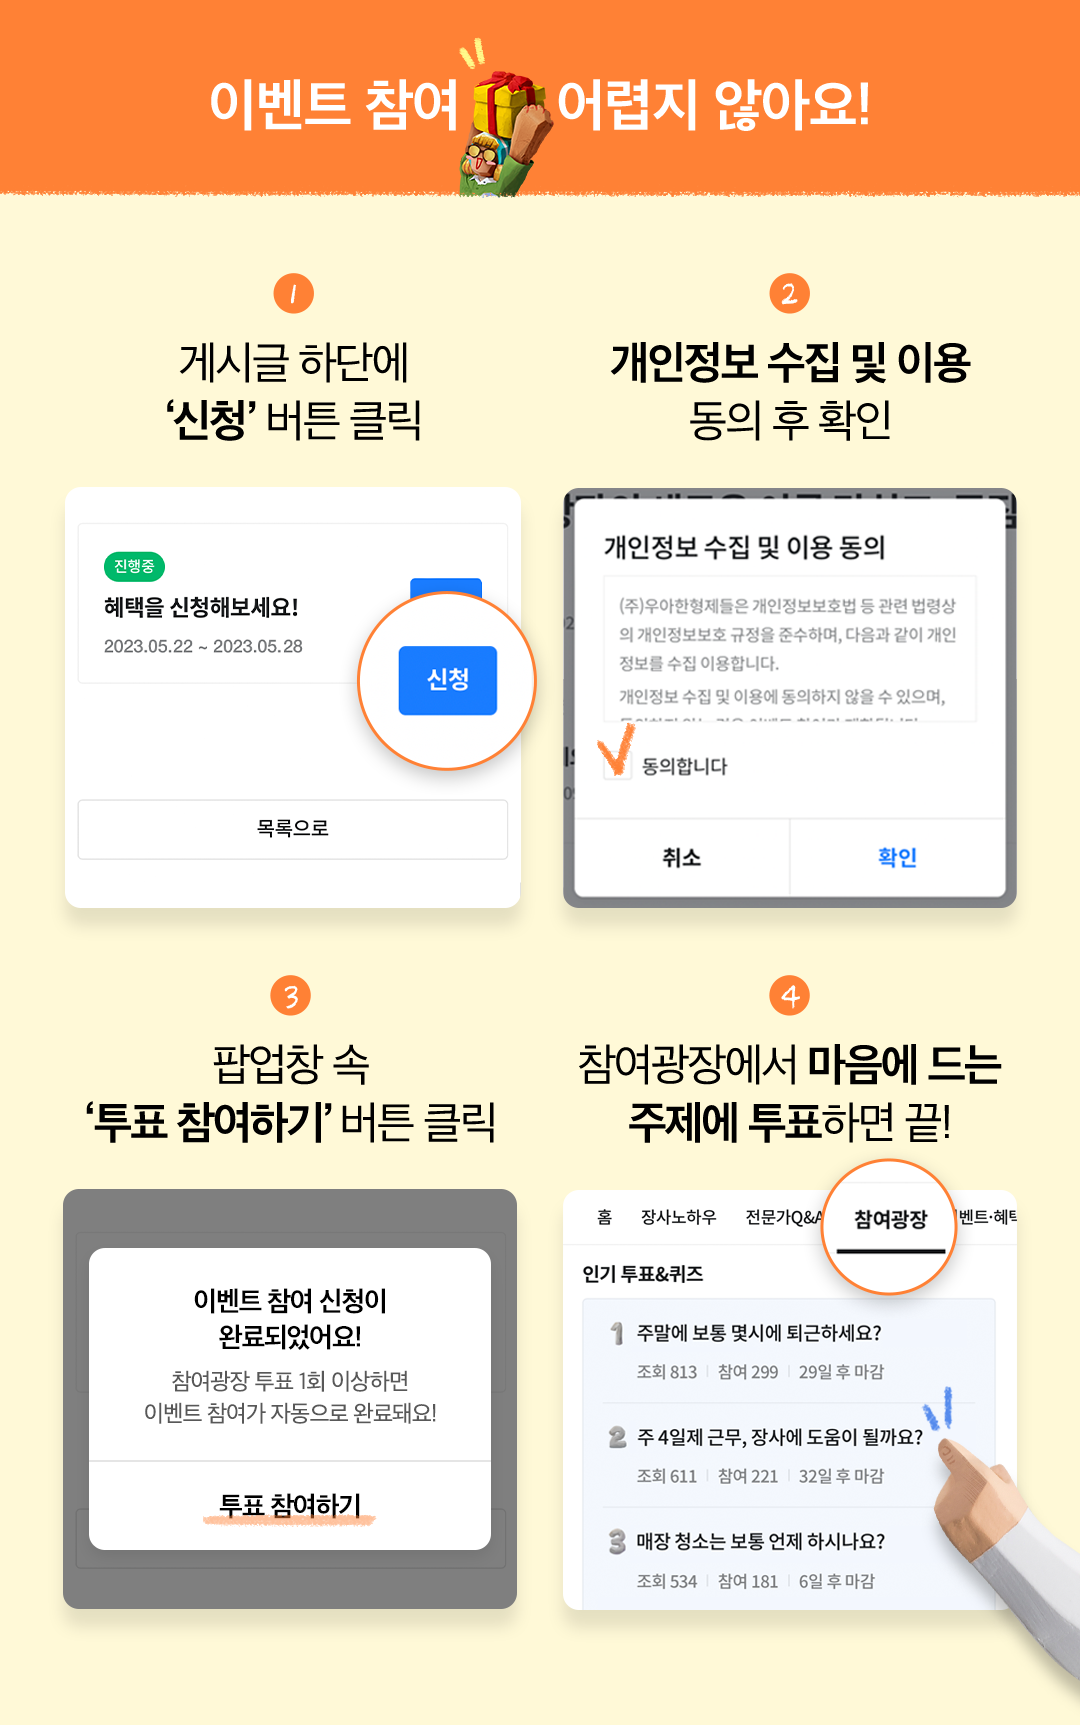 이벤트 참여 어렵지 않아요!
1
게시글 하단에
‘신청’ 버튼 클릭
진행중
혜택을 신청해보세요!
2023.05.22 ~ 2023.05.28
신청
목록으로
2
개인정보 수집 및 이용
동의 후 확인
개인정보 수집 및 이용 동의
(주)우아한형제들은 개인정보보호법 등 관련 법령상
의 개인정보보호 규정을 준수하며, 다음과 같이 개인
정보를 수집 이용합니다.
개인정보 수집 및 이용에 동의하지 않을 수 있으며,
동의합니다
취소 확인
3
팝업창 속
‘투표 참여하기’ 버튼 클릭
이벤트 참여 신청이
완료되었어요!
참여광장 투표 1회 이상하면
이벤트 참여가 자동으로 완료돼요!
투표 참여하기
4
참여광장에서 마음에 드는
주제에 투표하면 끝!
홈 장사노하우 전문가Q&A 참여광장 이벤트·혜택
인기 투표&퀴즈
1 주말에 보통 몇시에 퇴근하세요?
조회 813 참여 299 29일 후 마감
2 주 4일제 근무, 장사에 도움이 될까요?
조회 611 참여 221 32일 후 마감
3 매장 청소는 보통 언제 하시나요?
조회 534 참여 181 6일 후 마감